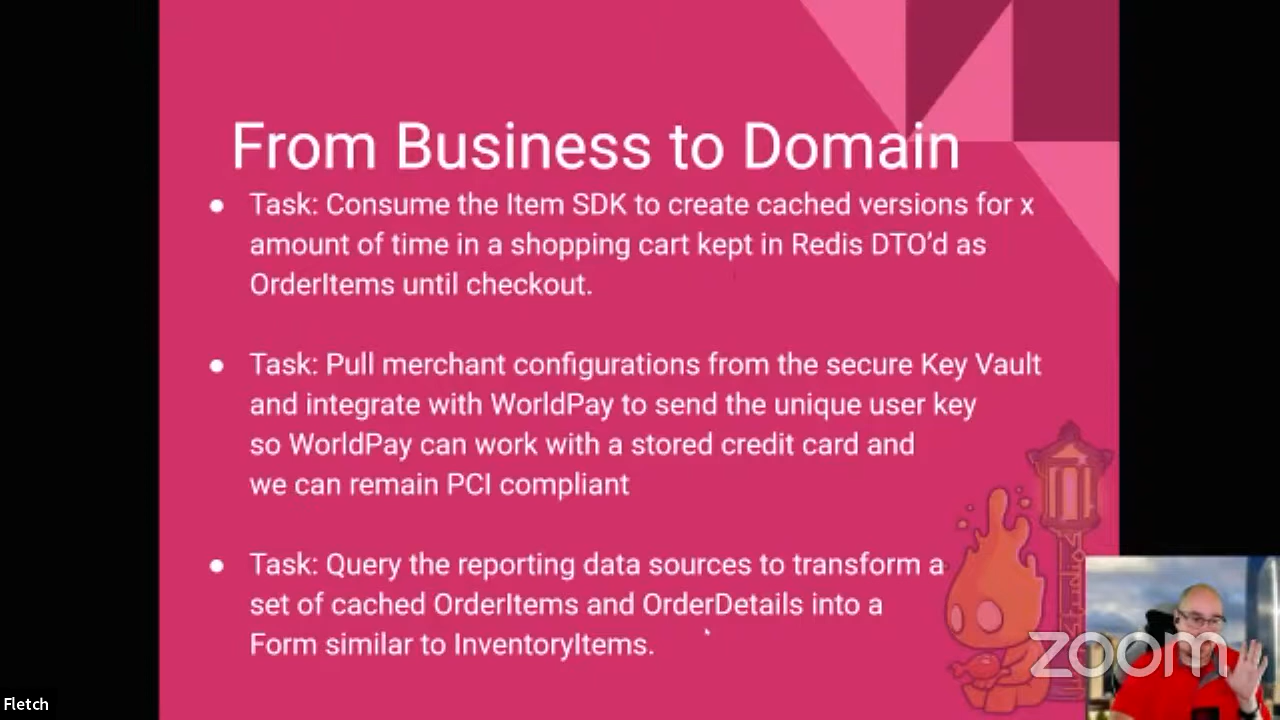 From Business to Domain
● Task: Consume the Item SDK to create cached versions for x
amount of time in a shopping cart kept in Redis DTO'd as
OrderItems until checkout.
● Task: Pull merchant configurations from the secure Key Vault
and integrate with WorldPay to send the unique user key
so WorldPay can work with a stored credit card and
we can remain PCI compliant
● Task: Query the reporting data sources to transform a
set of cached OrderItems and OrderDetails into a
Form similar to InventoryItems.
zoom
Fletch